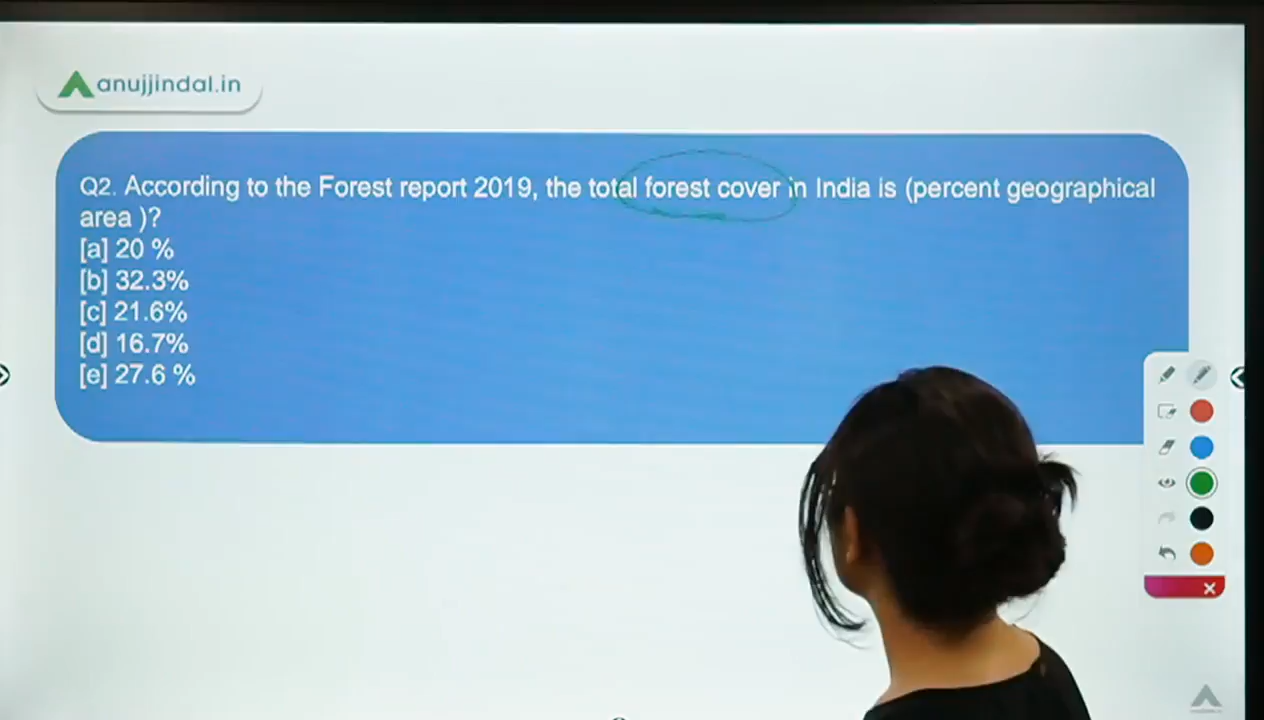 anujjindal.in
Q2. According to the Forest report 2019, the total forest cover in India is (percent geographical
area )?
[a] 20 %
[b] 32.3%
[c] 21.6%
[d] 16.7%
[e] 27.6 %